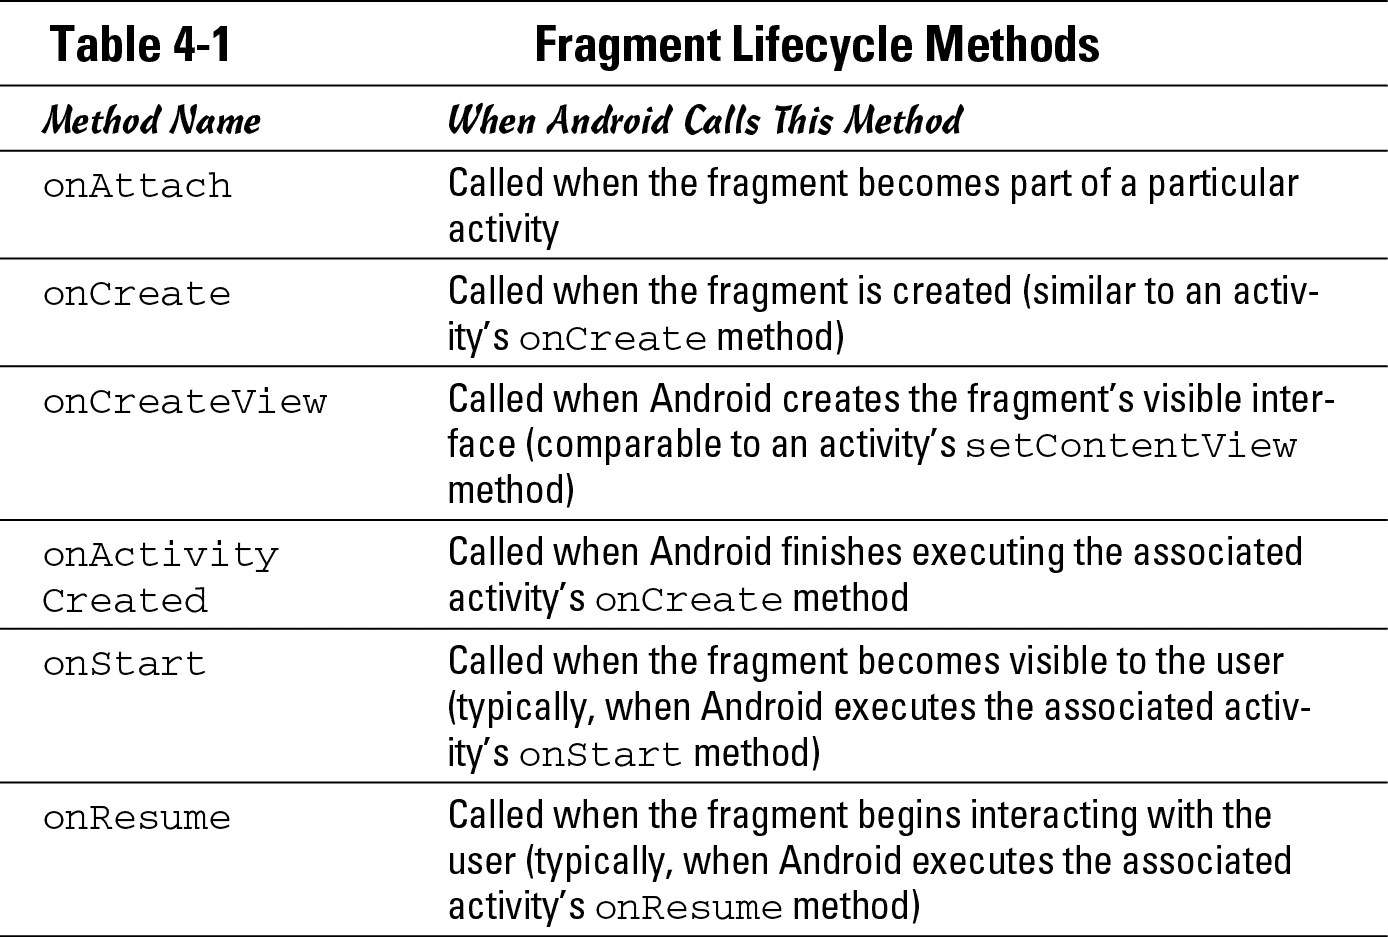 Table 4-1 Fragment Lifecycle Methods
Method Name When Android Calls This Method
onAttach Called when the fragment becomes part of a particular
activity
onCreate Called when the fragment is created (similar to an activ-
ity’s onCreate method)
onCreateView Called when Android creates the fragment’s visible inter-
face (comparable to an activity’s setContentView
method)
onActivity Called when Android finishes executing the associated
Created activity’s onCreate method
onStart Called when the fragment becomes visible to the user
(typically, when Android executes the associated activ-
ity’s onStart method)
onResume Called when the fragment begins interacting with the
user (typically, when Android executes the associated
activity’s onResume method)